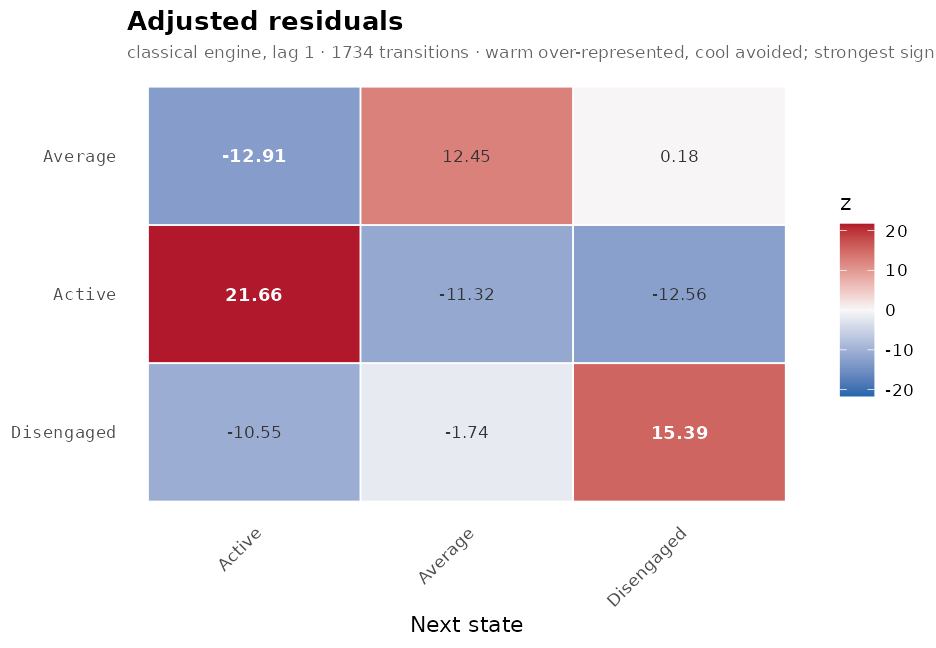 Adjusted residuals
classical engine, lag 1 · 1734 transitions · warm over-represented, cool avoided; strongest sign
Average -12.91 12.45 0.18
Active 21.66 -11.32 -12.56
Disengaged -10.55 -1.74 15.39
z
20
10
0
-10
-20
Active Average Disengaged
Next state